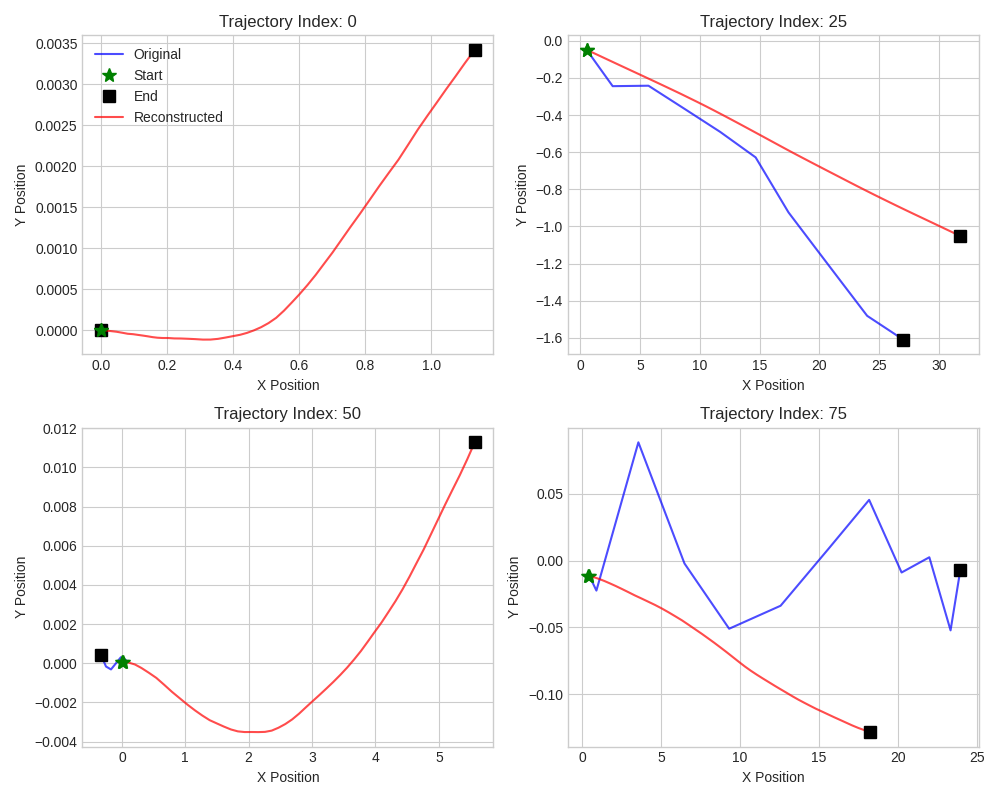 Trajectory Index: 0
0.0035
0.0030
0.0025
0.0020
0.0015
0.0010
0.0005
0.0000
Y Position
Original
Start
End
Reconstructed
0.0 0.2 0.4 0.6 0.8 1.0
X Position
Trajectory Index: 25
0.0
−0.2
−0.4
−0.6
−0.8
−1.0
−1.2
−1.4
−1.6
Y Position
0 5 10 15 20 25 30
X Position
Trajectory Index: 50
0.012
0.010
0.008
0.006
0.004
0.002
0.000
−0.002
−0.004
Y Position
0 1 2 3 4 5
X Position
Trajectory Index: 75
0.05
0.00
−0.05
−0.10
Y Position
0 5 10 15 20 25
X Position